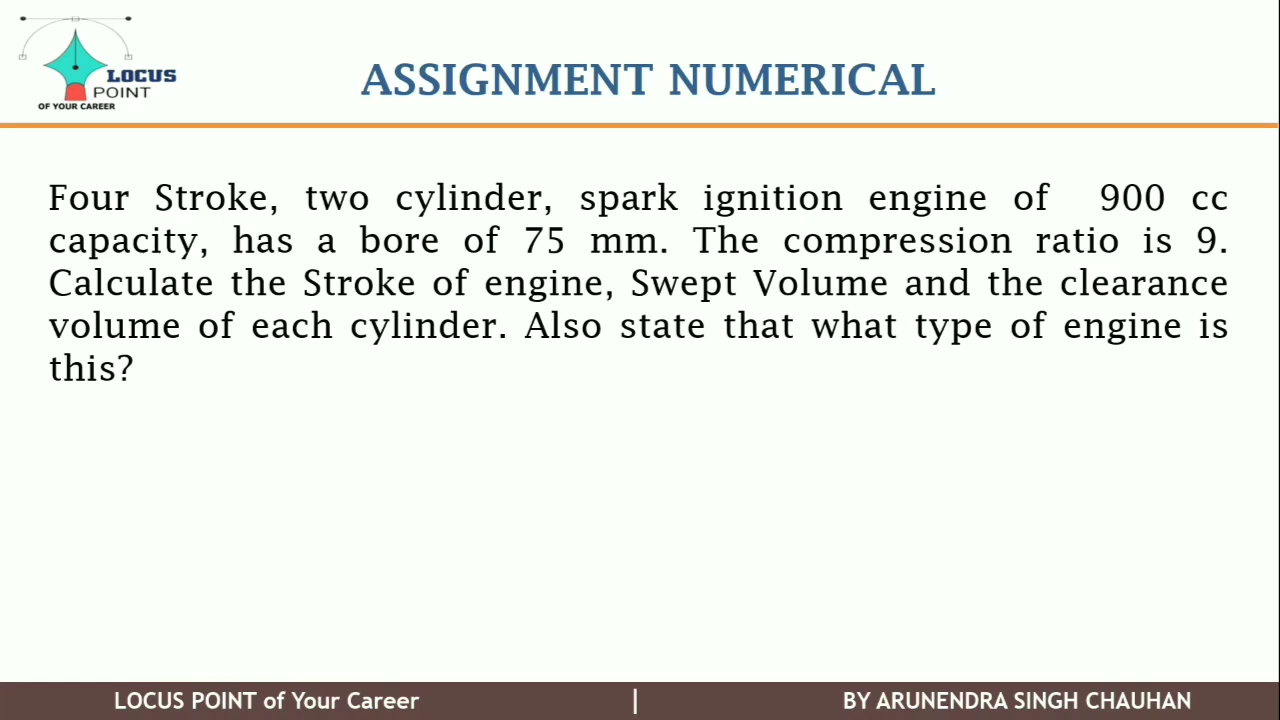 LOCUS
POINT
OF YOUR CAREER
ASSIGNMENT NUMERICAL
Four Stroke, two cylinder, spark ignition engine of 900 cc
capacity, has a bore of 75 mm. The compression ratio is 9.
Calculate the Stroke of engine, Swept Volume and the clearance
volume of each cylinder. Also state that what type of engine is
this?
LOCUS POINT of Your Career | BY ARUNENDRA SINGH CHAUHAN